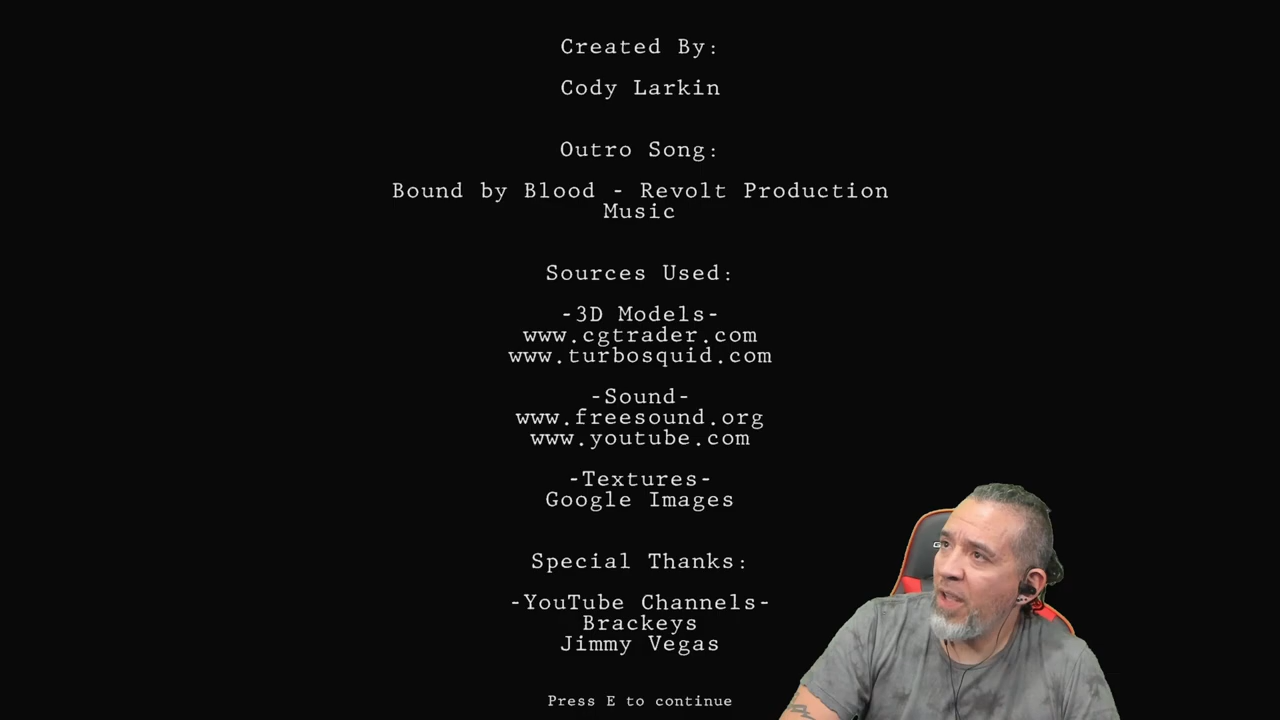 Created By:
Cody Larkin
Outro Song:
Bound by Blood - Revolt Production
Music
Sources Used:
-3D Models-
www.cgtrader.com
www.turbosquid.com
-Sound-
www.freesound.org
www.youtube.com
-Textures-
Google Images
Special Thanks:
-YouTube Channels-
Brackeys
Jimmy Vegas
Press E to continue